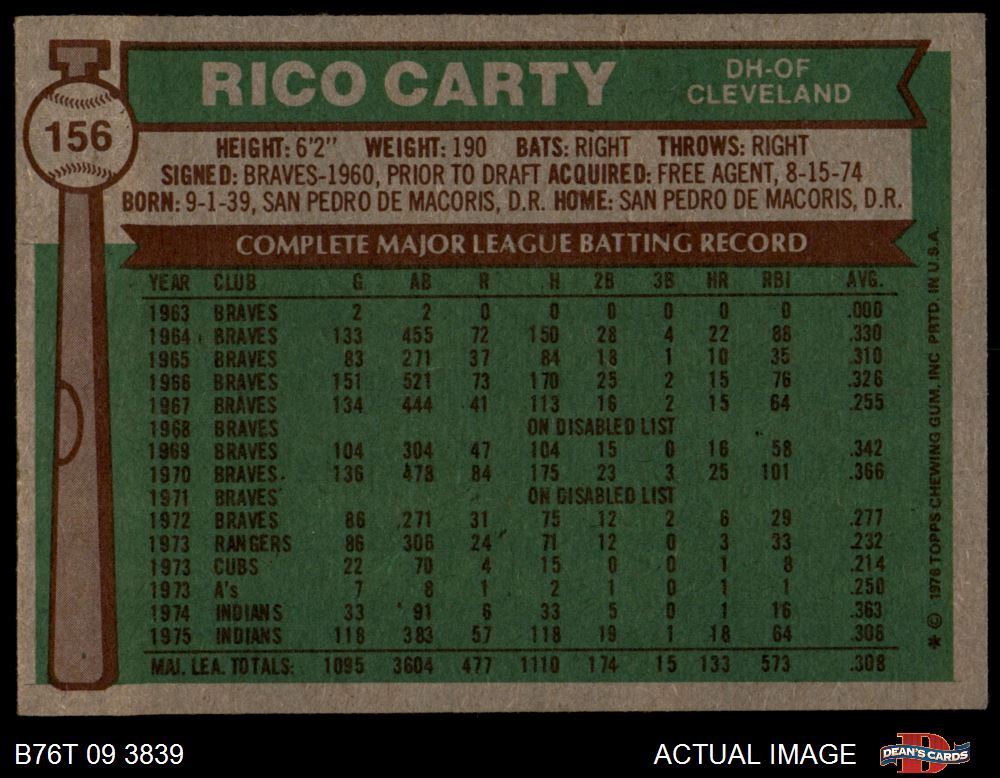 RICO CARTY
DH-OF
CLEVELAND
156
HEIGHT: 6'2" WEIGHT: 190 BATS: RIGHT THROWS: RIGHT
SIGNED: BRAVES-1960, PRIOR TO DRAFT ACQUIRED: FREE AGENT, 8-15-74
BORN: 9-1-39, SAN PEDRO DE MACORIS, D.R. HOME: SAN PEDRO DE MACORIS, D.R.
COMPLETE MAJOR LEAGUE BATTING RECORD
YEAR CLUB G AB R H 2B 3B HR RBI AVG.
1963 BRAVES 2 2 0 0 0 0 0 0 .000
1964 BRAVES 133 455 72 150 28 4 22 88 .330
1965 BRAVES 83 271 37 84 18 1 10 35 .310
1966 BRAVES 151 521 73 170 25 2 15 76 .326
1967 BRAVES 134 444 41 113 16 2 15 64 .255
1968 BRAVES ON DISABLED LIST
1969 BRAVES 104 304 47 104 15 0 16 58 .342
1970 BRAVES 136 478 84 175 23 3 25 101 .366
1971 BRAVES ON DISABLED LIST
1972 BRAVES 86 271 31 75 12 2 6 29 .277
1973 RANGERS 86 306 24 71 12 0 3 33 .232
1973 CUBS 22 70 4 15 0 0 1 8 .214
1973 A's 7 8 1 2 1 0 1 1 .250
1974 INDIANS 33 91 6 33 5 0 1 16 .363
1975 INDIANS 118 383 57 118 19 1 18 64 .308
MAJ. LEA. TOTALS: 1095 3604 477 1110 174 15 133 573 .308
* © 1976 TOPPS CHEWING GUM, INC PRTD. IN U.S.A.
B76T 09 3839
ACTUAL IMAGE
DEAN'S CARDS